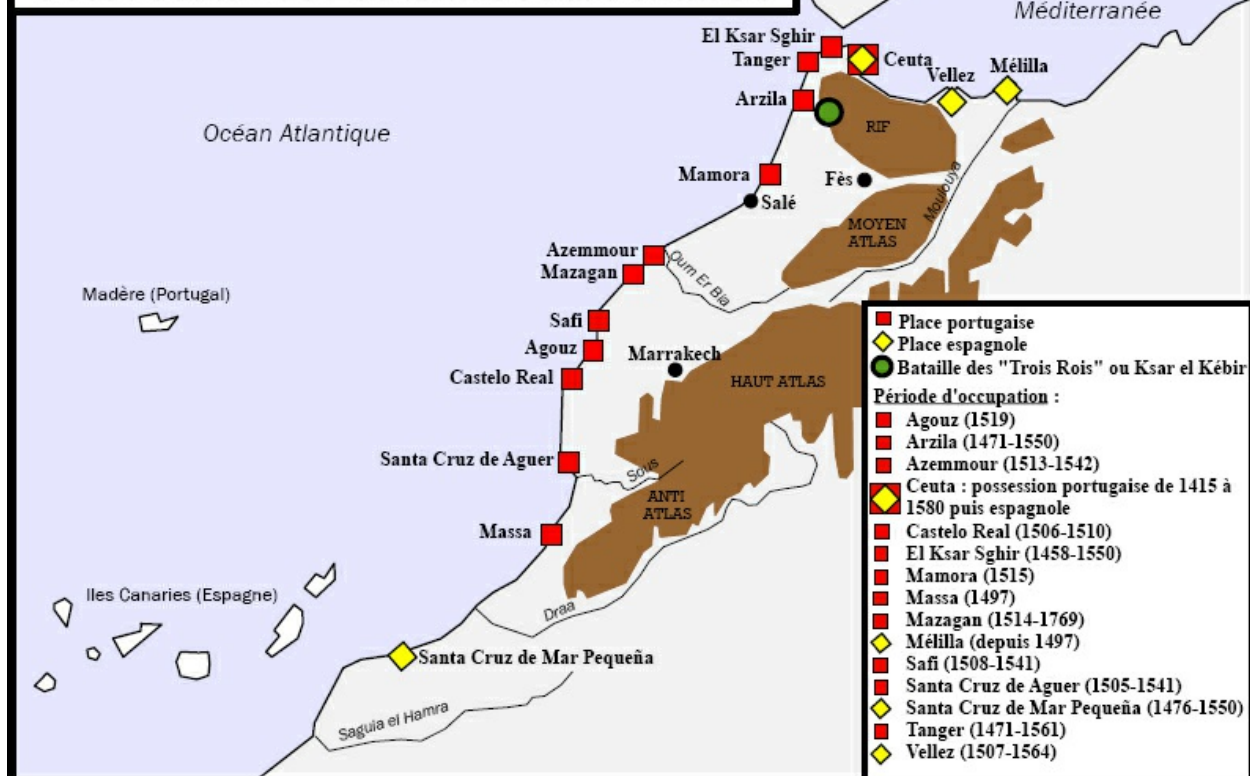 Méditerranée
El Ksar Sghir
Tanger
Ceuta
Vellez
Mélilla
Arzila
Océan Atlantique
RIF
Mamora
Fès
Moulouya
Salé
MOYEN
ATLAS
Azemmour
Mazagan
Oum Er Bia
Madère (Portugal)
Safi
Agouz
Marrakech
Castelo Real
HAUT ATLAS
Santa Cruz de Aguer
Sous
ANTI
ATLAS
Massa
Iles Canaries (Espagne)
Draa
Santa Cruz de Mar Pequeña
Saguia el Hamra
Place portugaise
Place espagnole
Bataille des "Trois Rois" ou Ksar el Kébir
Période d'occupation :
Agouz (1519)
Arzila (1471-1550)
Azemmour (1513-1542)
Ceuta : possession portugaise de 1415 à
1580 puis espagnole
Castelo Real (1506-1510)
El Ksar Sghir (1458-1550)
Mamora (1515)
Massa (1497)
Mazagan (1514-1769)
Mélilla (depuis 1497)
Safi (1508-1541)
Santa Cruz de Aguer (1505-1541)
Santa Cruz de Mar Pequeña (1476-1550)
Tanger (1471-1561)
Vellez (1507-1564)